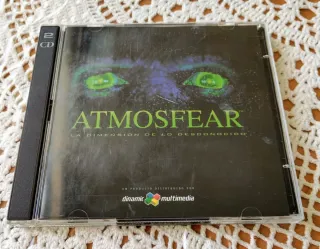 2
CD
ATMOSFEAR
LA DIMENSIÓN DE LO DESCONOCIDO
UN PRODUCTO DISTRIBUIDO POR
dinamic multimedia